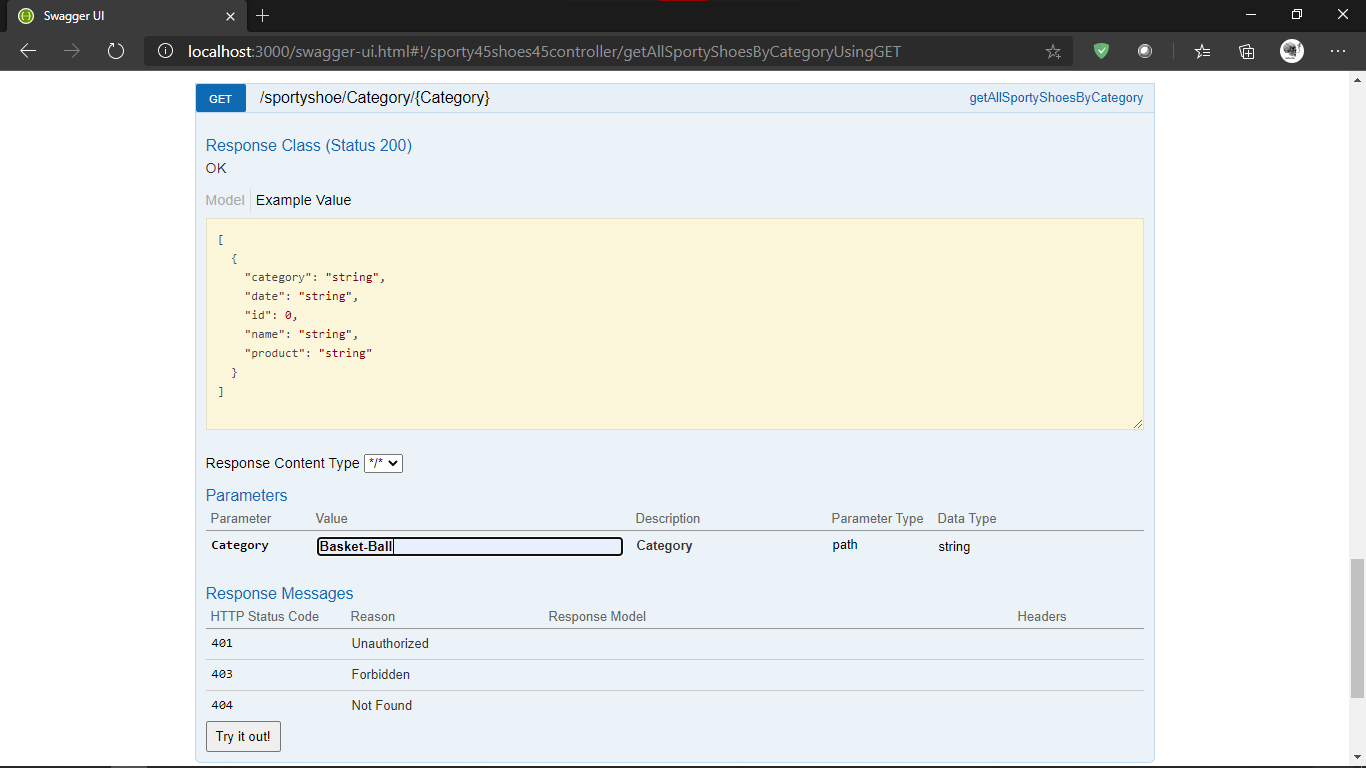 Swagger UI
localhost:3000/swagger-ui.html#!/sporty45shoes45controller/getAllSportyShoesByCategoryUsingGET
GET /sportyshoe/Category/{Category} getAllSportyShoesByCategory
Response Class (Status 200)
OK
Model Example Value
[
{
"category": "string",
"date": "string",
"id": 0,
"name": "string",
"product": "string"
}
]
Response Content Type */*
Parameters
Parameter Value Description Parameter Type Data Type
Category Basket-Ball Category path string
Response Messages
HTTP Status Code Reason Response Model Headers
401 Unauthorized
403 Forbidden
404 Not Found
Try it out!